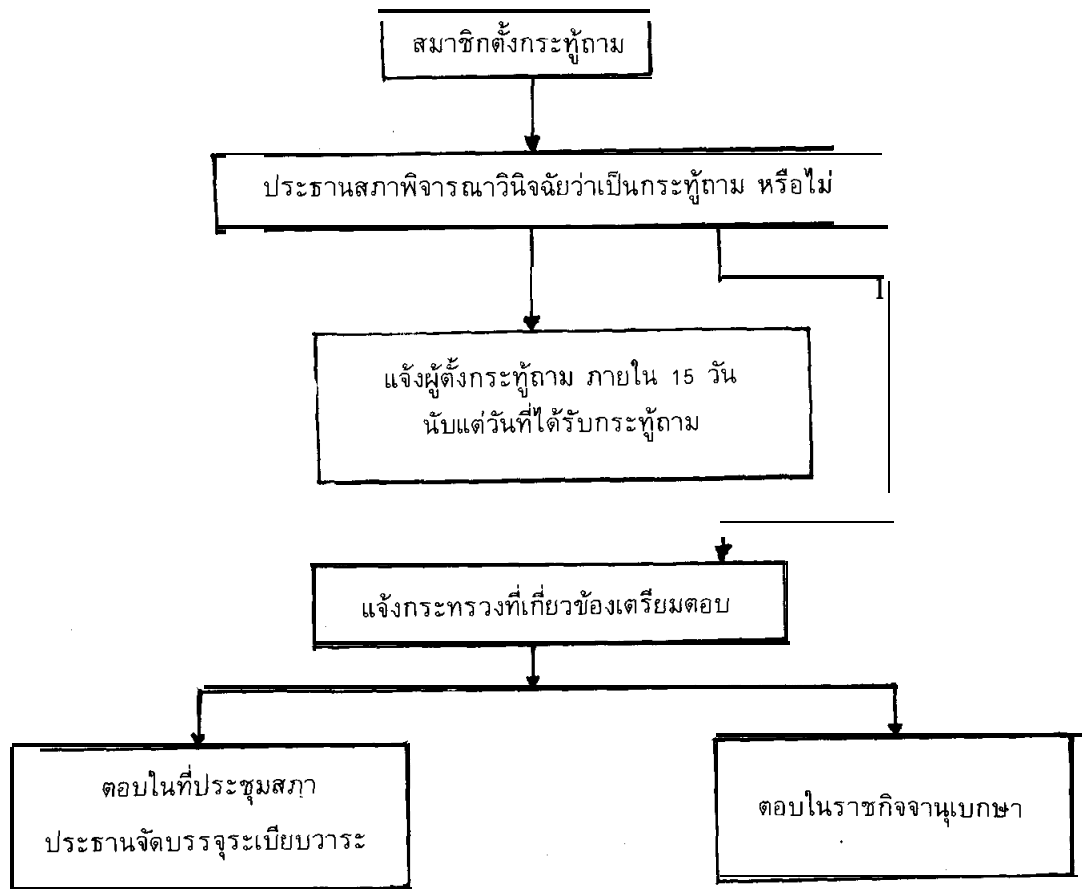 สมาชิกตั้งกระทู้ถาม
ประธานสภาพิจารณาวินิจฉัยว่าเป็นกระทู้ถาม หรือไม่
แจ้งผู้ตั้งกระทู้ถาม ภายใน 15 วัน
นับแต่วันที่ได้รับกระทู้ถาม
แจ้งกระทรวงที่เกี่ยวข้องเตรียมตอบ
ตอบในที่ประชุมสภา
ประธานจัดบรรจุระเบียบวาระ
ตอบในราชกิจจานุเบกษา